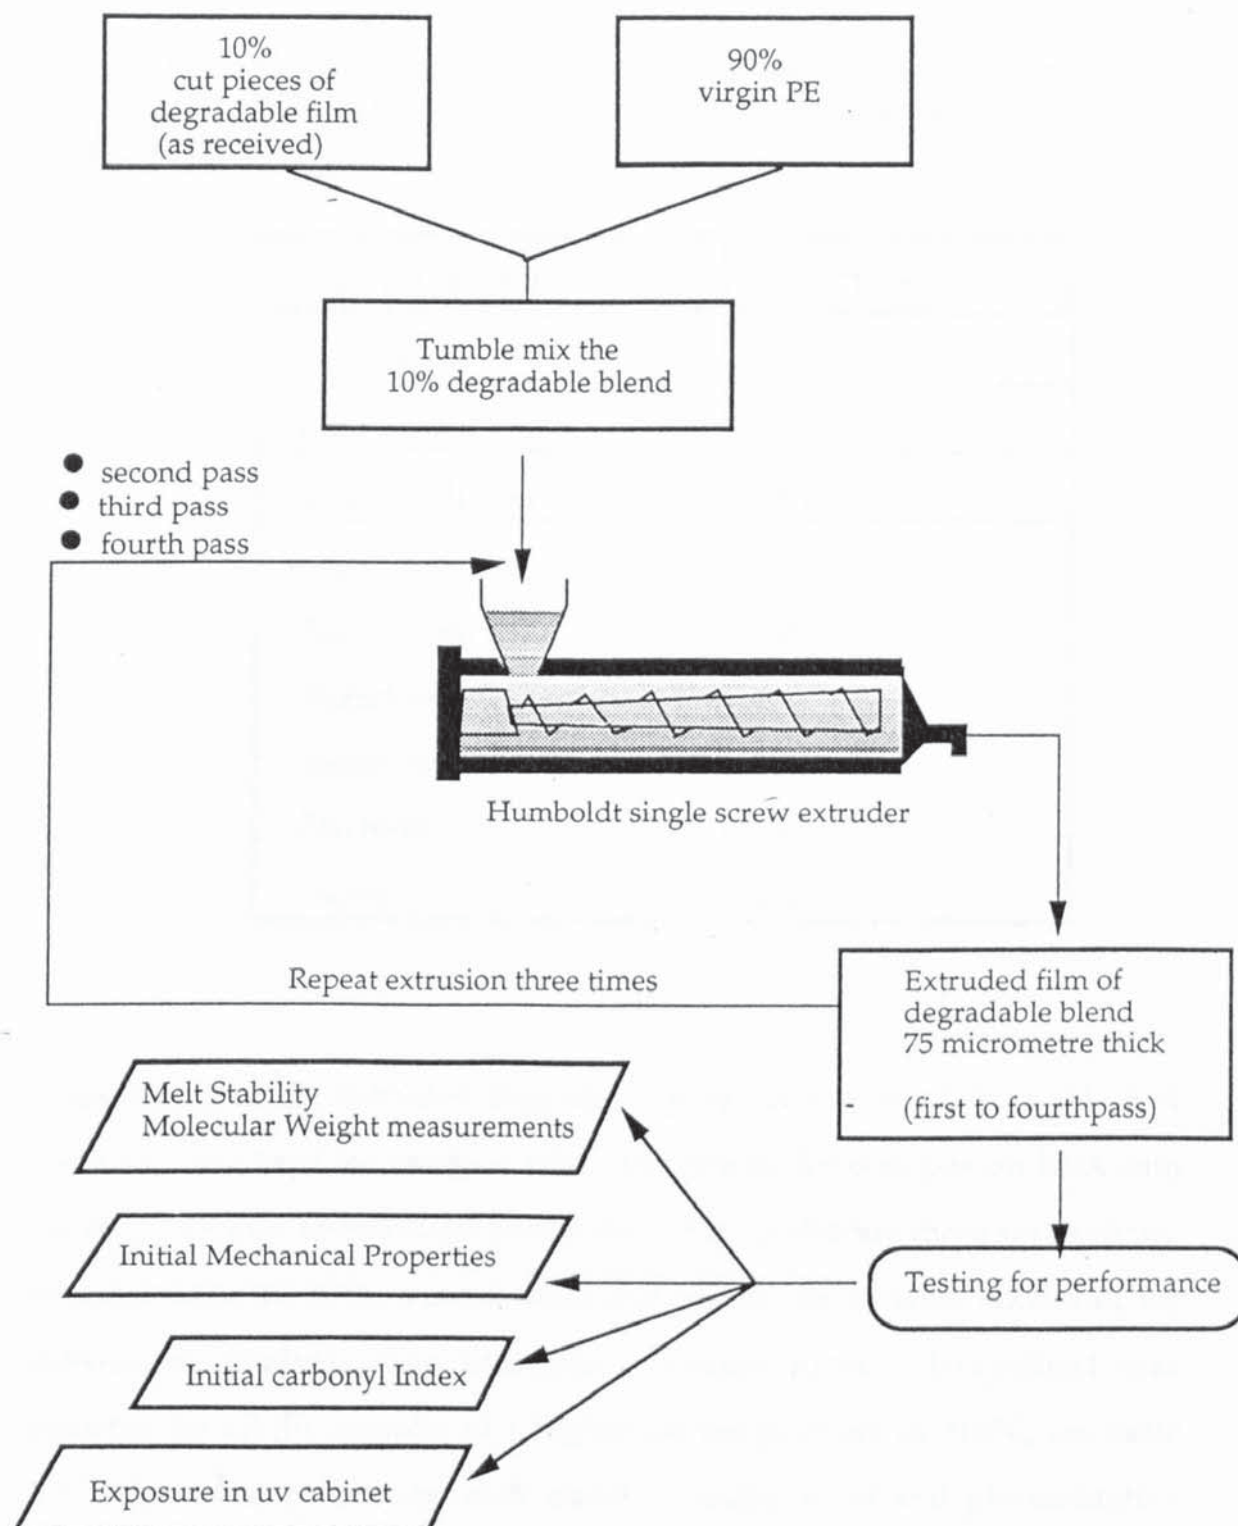 10%
cut pieces of
degradable film
(as received)
90%
virgin PE
Tumble mix the
10% degradable blend
second pass
third pass
fourth pass
Humboldt single screw extruder
Repeat extrusion three times
Extruded film of
degradable blend
75 micrometre thick
(first to fourthpass)
Melt Stability
Molecular Weight measurements
Initial Mechanical Properties
Testing for performance
Initial carbonyl Index
Exposure in uv cabinet